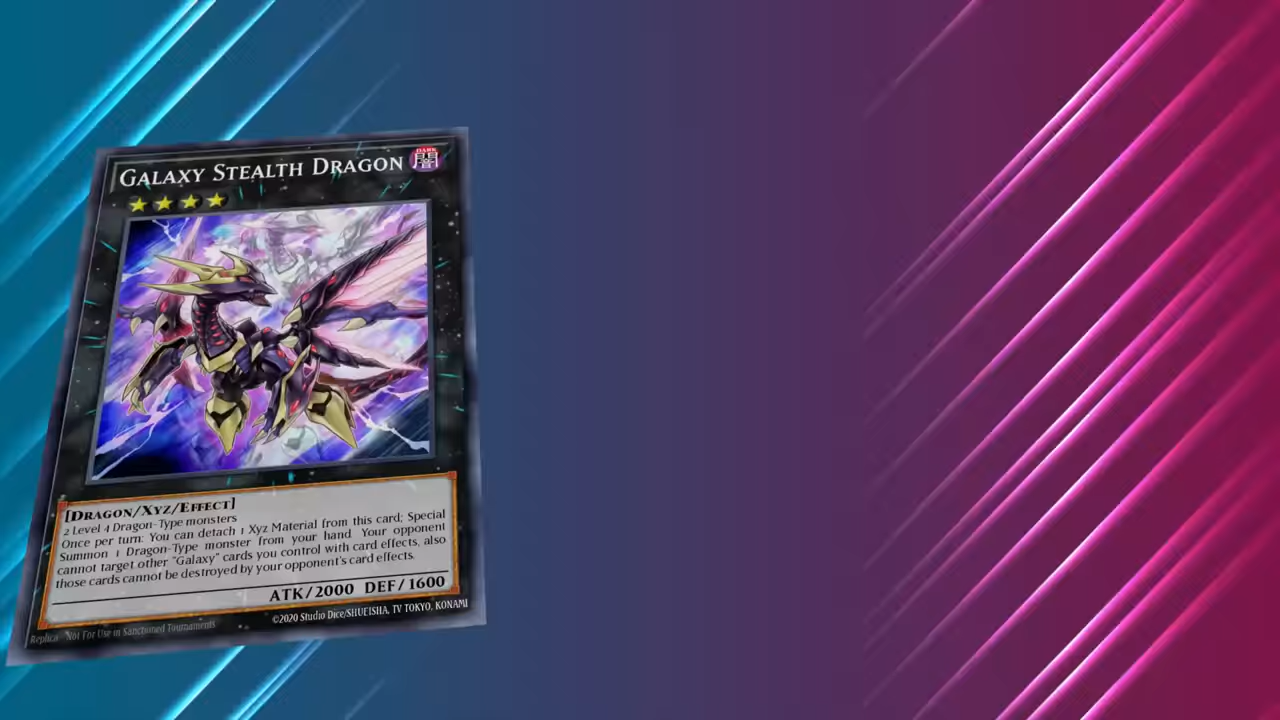 GALAXY STEALTH DRAGON
DARK
闇
[DRAGON/XYZ/EFFECT]
2 Level 4 Dragon-Type monsters
Once per turn: You can detach 1 Xyz Material from this card; Special
Summon 1 Dragon-Type monster from your hand. Your opponent
cannot target other "Galaxy" cards you control with card effects, also
those cards cannot be destroyed by your opponent's card effects.
ATK/2000 DEF/1600
©2020 Studio Dice/SHUEISHA, TV TOKYO, KONAMI
Replica - Not For Use in Sanctioned Tournaments